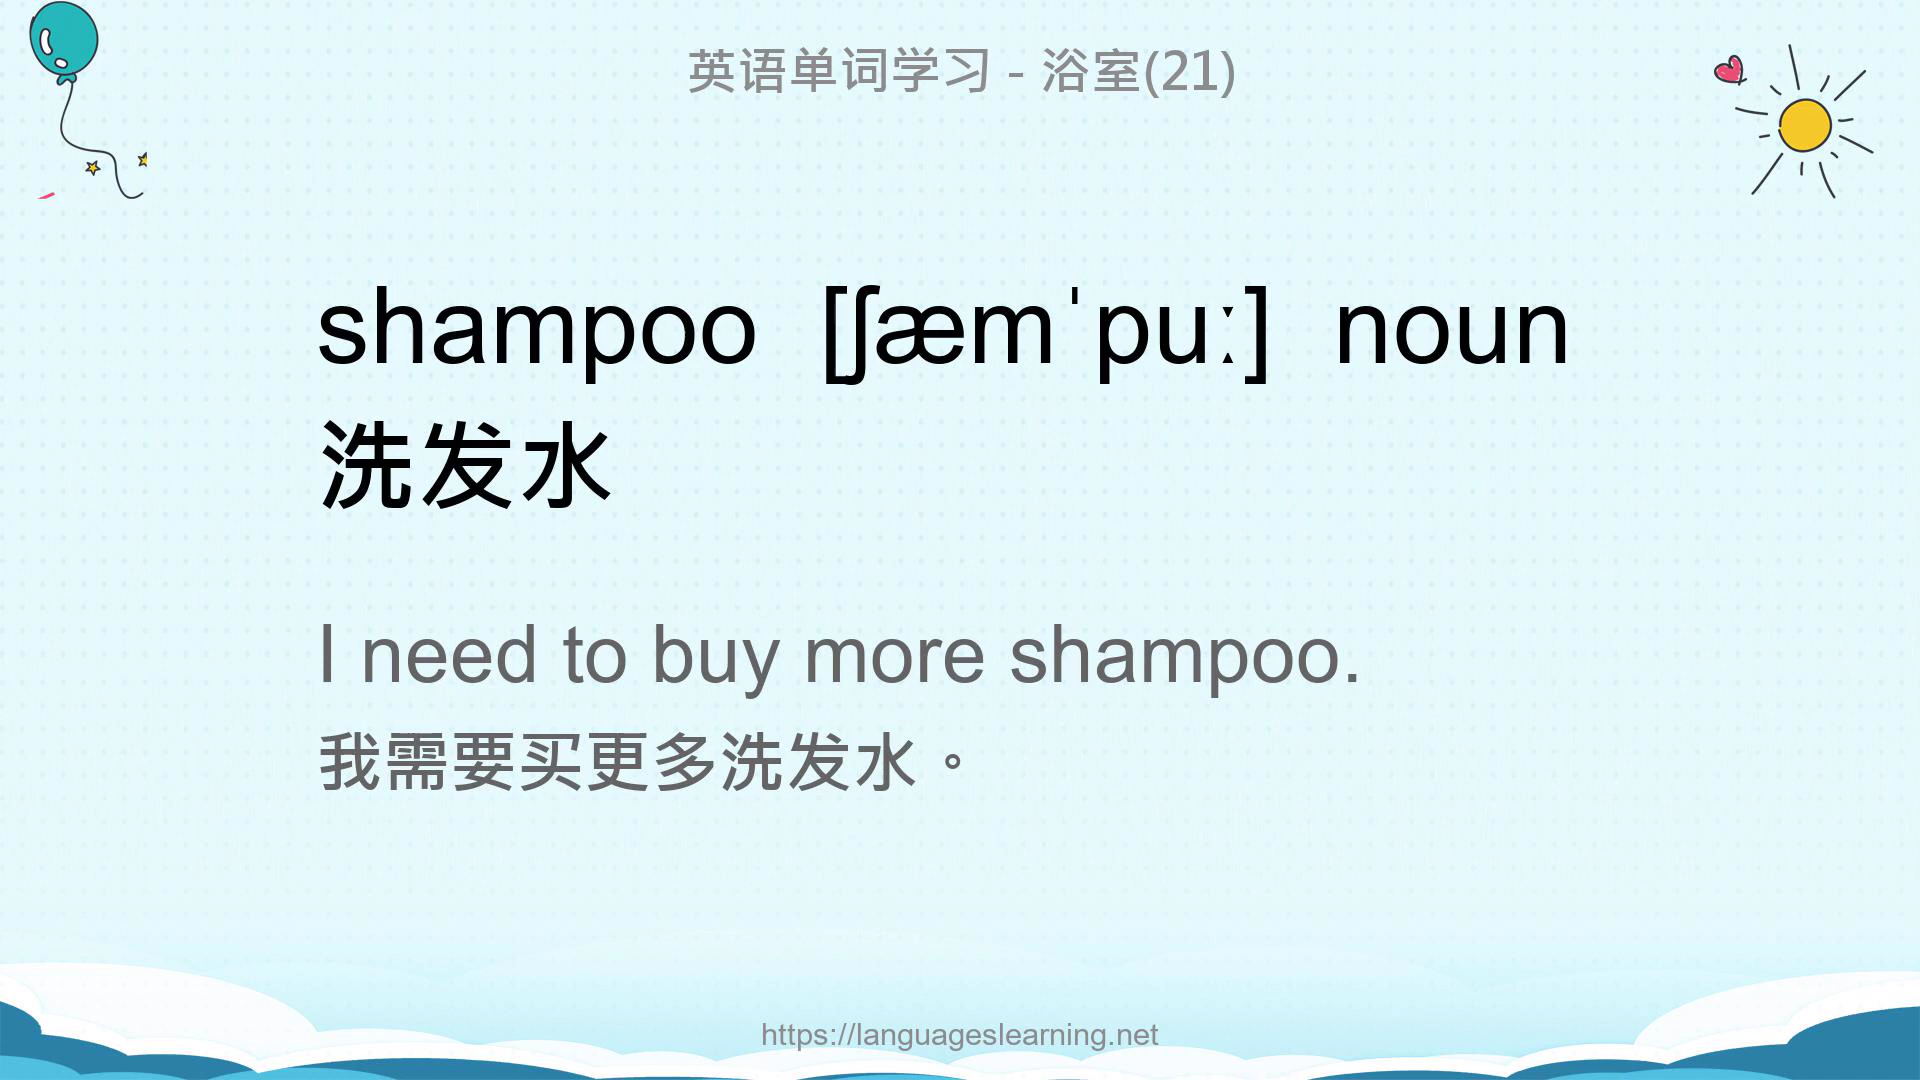 英语单词学习 - 浴室(21)
shampoo [ʃæmˈpuː] noun
洗发水
I need to buy more shampoo.
我需要买更多洗发水。
https://languageslearning.net